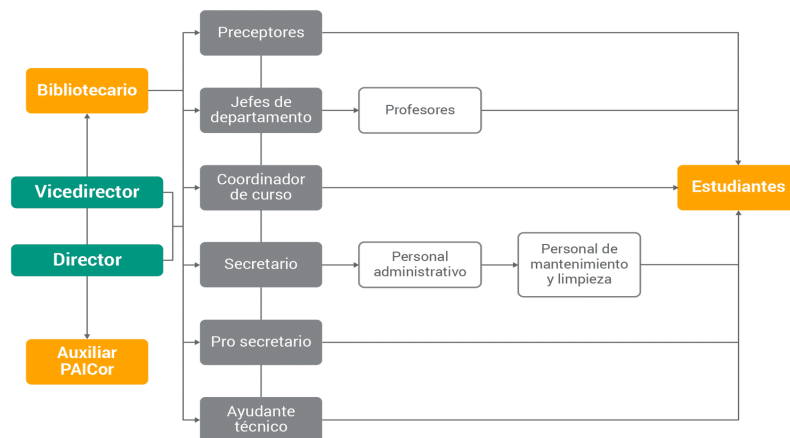 Preceptores
Bibliotecario
Jefes de
departamento
Profesores
Vicedirector
Coordinador
de curso
Estudiantes
Director
Secretario
Personal
administrativo
Personal de
mantenimiento
y limpieza
Auxiliar
PAICor
Pro secretario
Ayudante
técnico